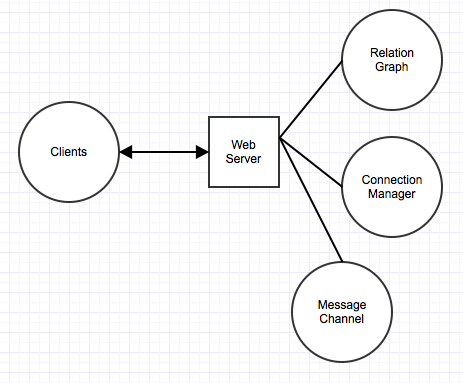 Relation
Graph
Clients
Web
Server
Connection
Manager
Message
Channel